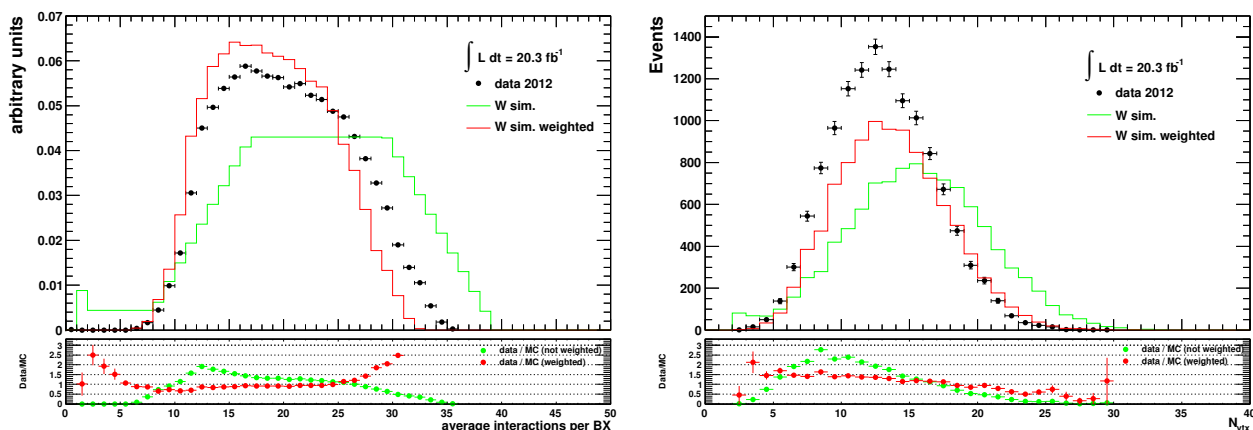 arbitrary units
0.07
0.06
0.05
0.04
0.03
0.02
0.01
0
∫ L dt = 20.3 fb⁻¹
data 2012
W sim.
W sim. weighted
Data/MC
2.5
2
1.5
1
0.5
0
data / MC (not weighted)
data / MC (weighted)
0 5 10 15 20 25 30 35 40 45 50
average interactions per BX
Events
1400
1200
1000
800
600
400
200
0
∫ L dt = 20.3 fb⁻¹
data 2012
W sim.
W sim. weighted
Data/MC
2.5
2
1.5
1
0.5
0
data / MC (not weighted)
data / MC (weighted)
0 5 10 15 20 25 30 35 40
N_vtx